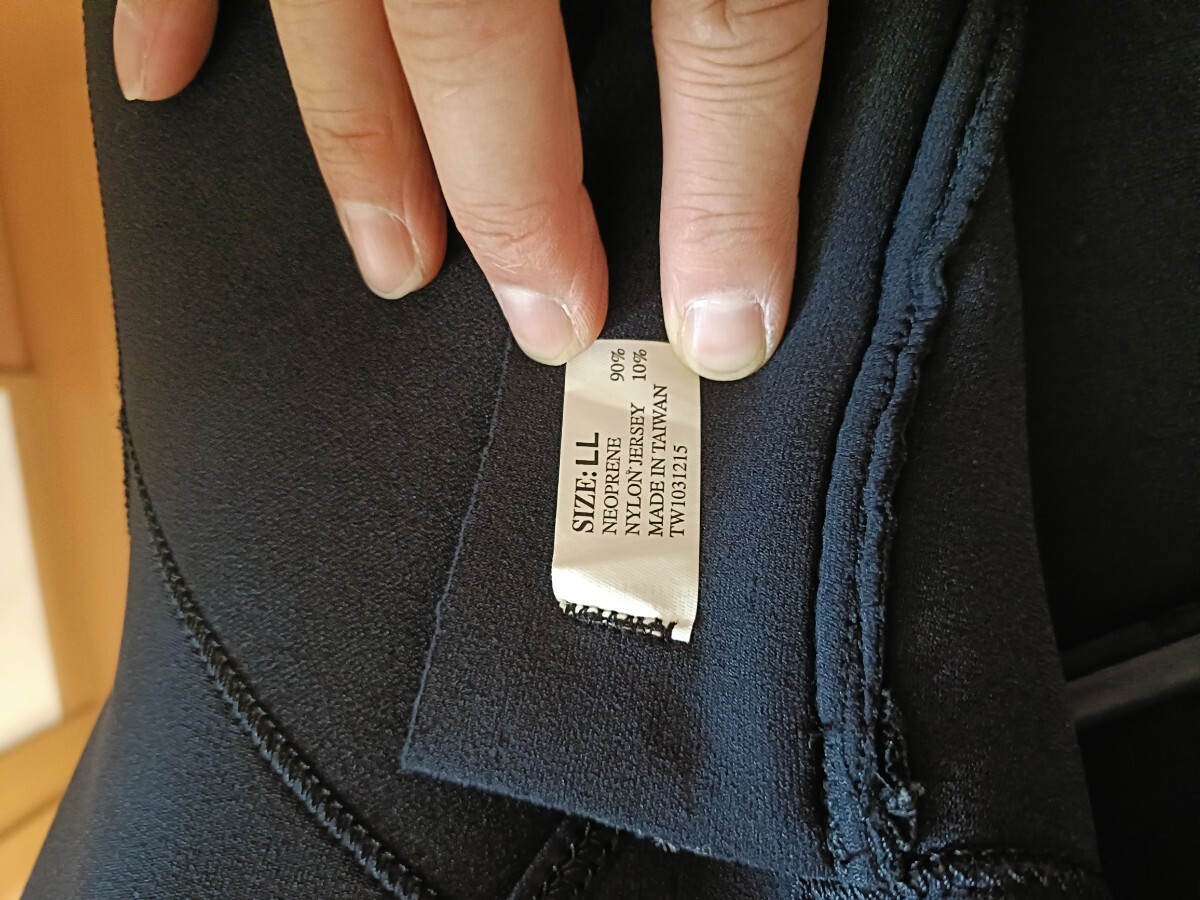 SIZE: LL
NEOPRENE 90%
NYLON JERSEY 10%
MADE IN TAIWAN
TW1031215